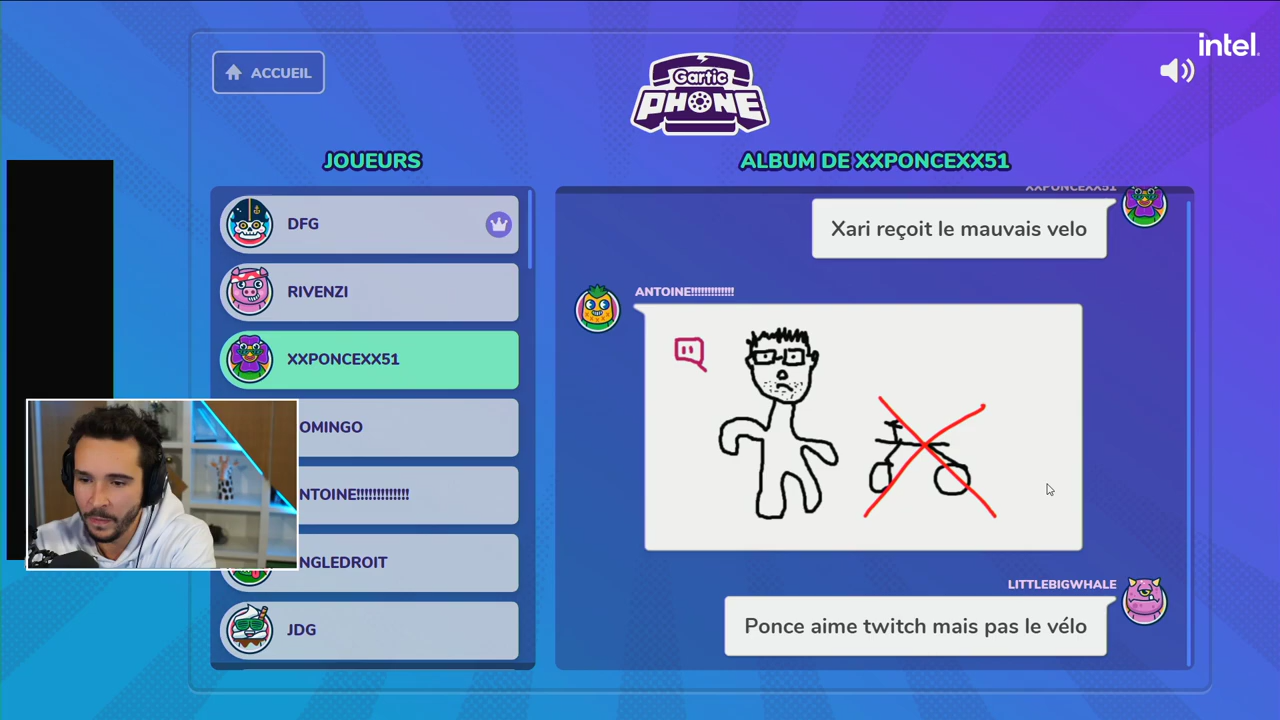 intel.
ACCUEIL
Gartic
PHONE
JOUEURS
DFG
RIVENZI
XXPONCEXX51
OMINGO
NTOINE!!!!!!!!!!!!!
NGLEDROIT
JDG
ALBUM DE XXPONCEXX51
XXPONCEXX51
Xari reçoit le mauvais velo
ANTOINE!!!!!!!!!!!!!
LITTLEBIGWHALE
Ponce aime twitch mais pas le vélo